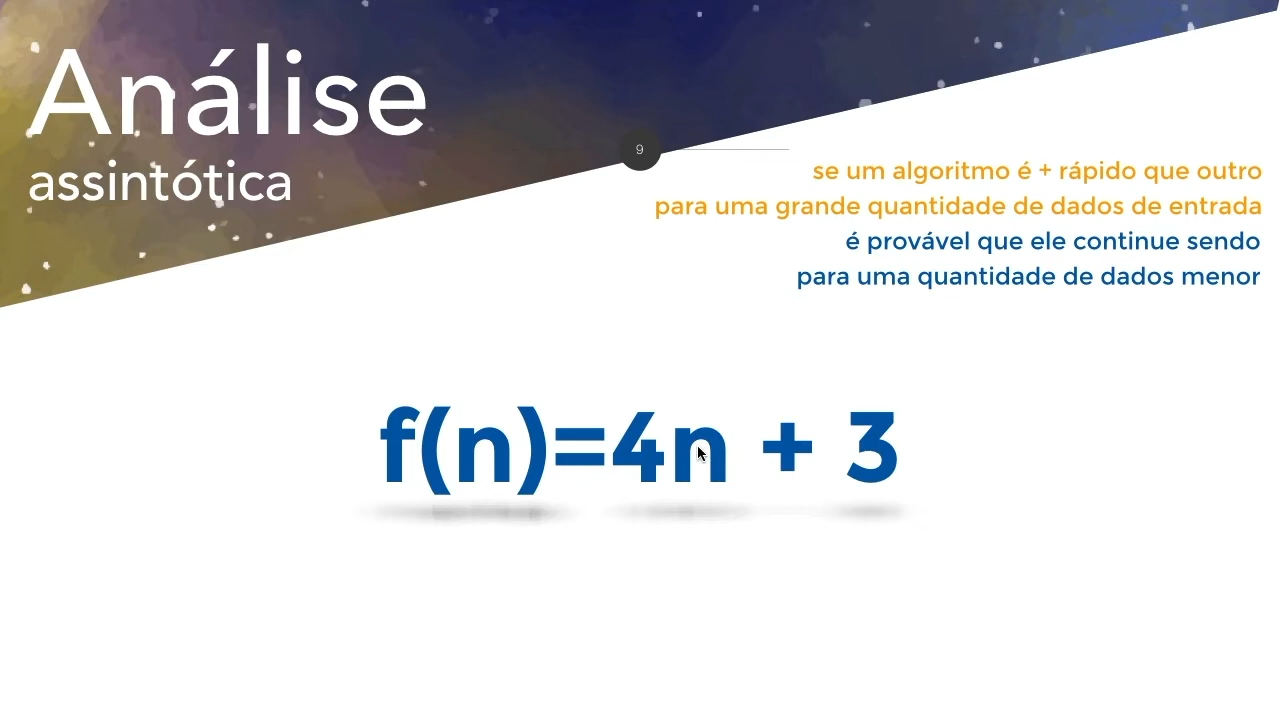 Análise
assintótica
9
se um algoritmo é + rápido que outro
para uma grande quantidade de dados de entrada
é provável que ele continue sendo
para uma quantidade de dados menor
f(n)=4n + 3